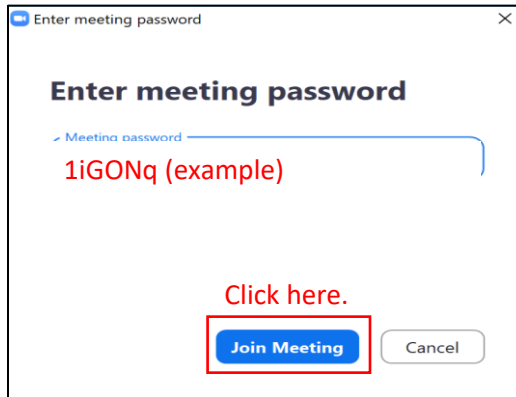 Enter meeting password
Enter meeting password
Meeting password
1iGONq (example)
Click here.
Join Meeting
Cancel